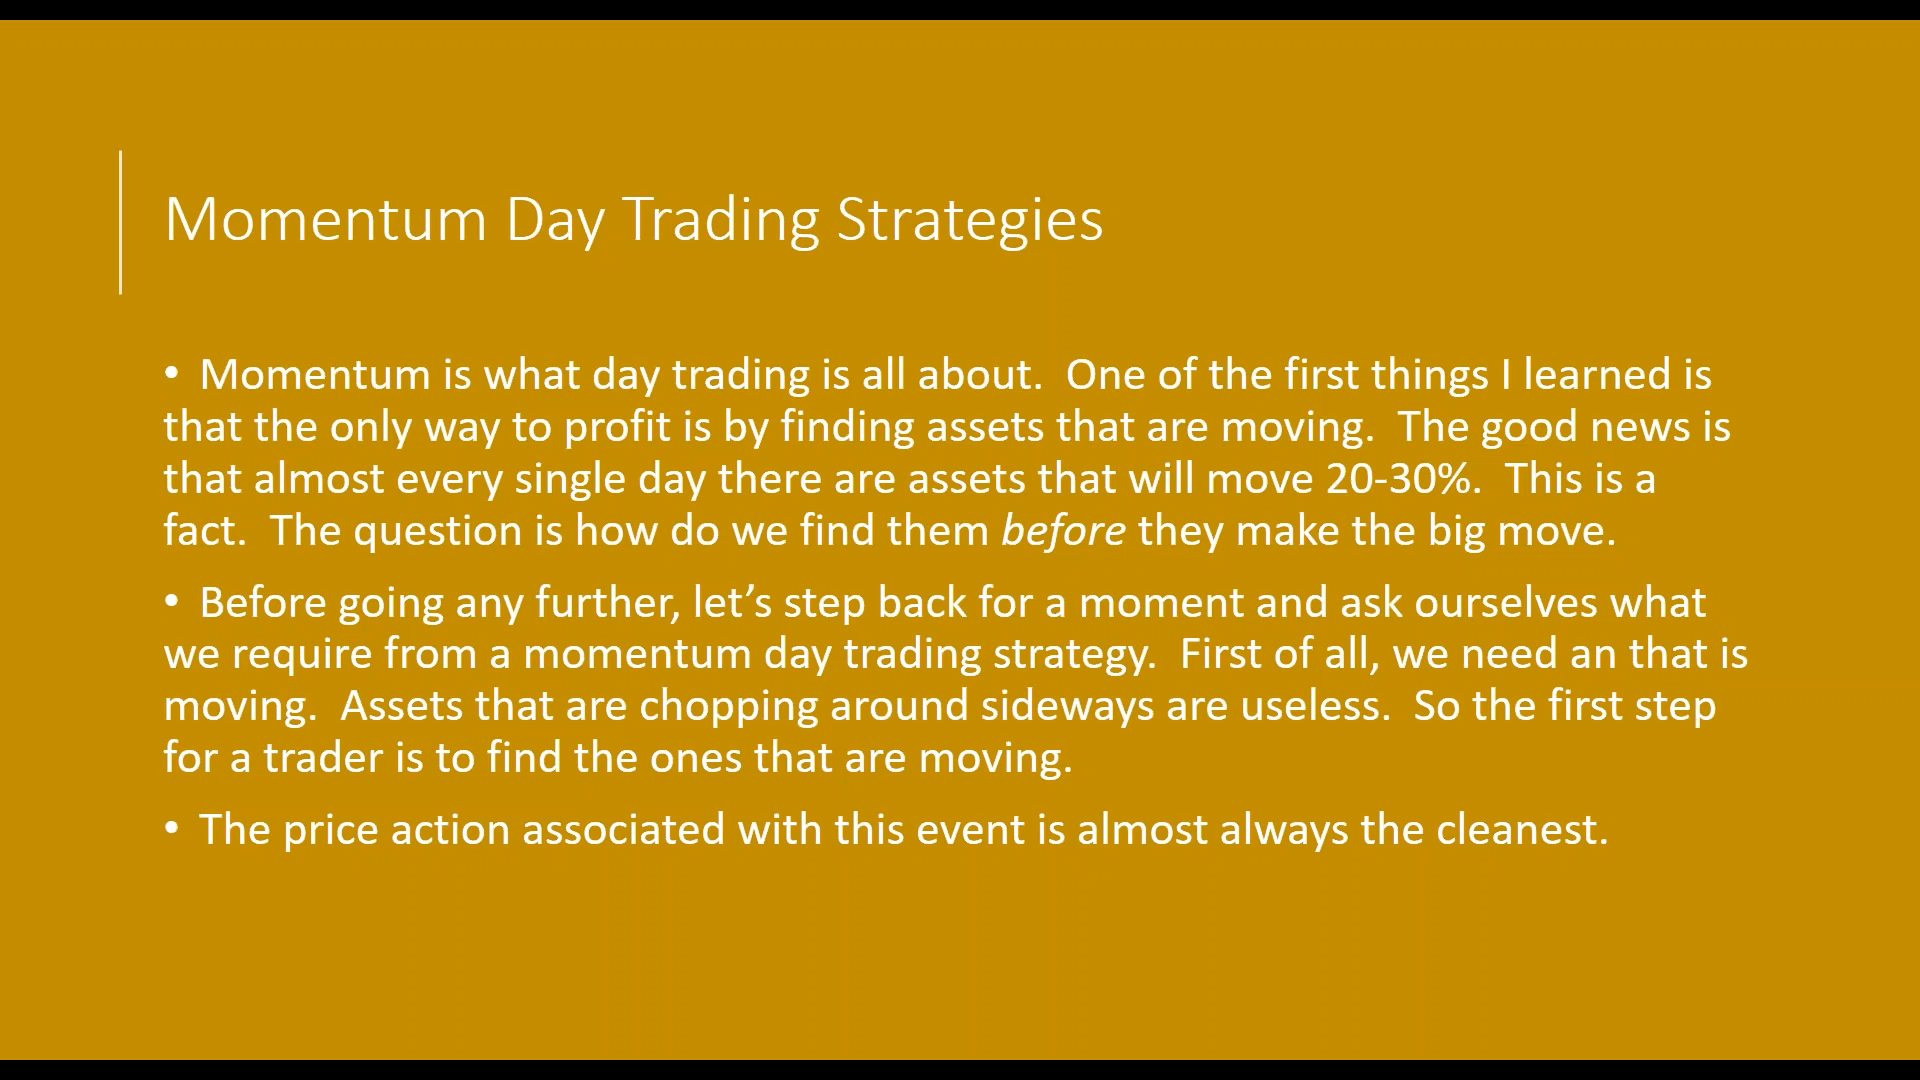 Momentum Day Trading Strategies
• Momentum is what day trading is all about.  One of the first things I learned is
that the only way to profit is by finding assets that are moving.  The good news is
that almost every single day there are assets that will move 20-30%.  This is a
fact.  The question is how do we find them before they make the big move.
• Before going any further, let’s step back for a moment and ask ourselves what
we require from a momentum day trading strategy.  First of all, we need an that is
moving.  Assets that are chopping around sideways are useless.  So the first step
for a trader is to find the ones that are moving.
• The price action associated with this event is almost always the cleanest.